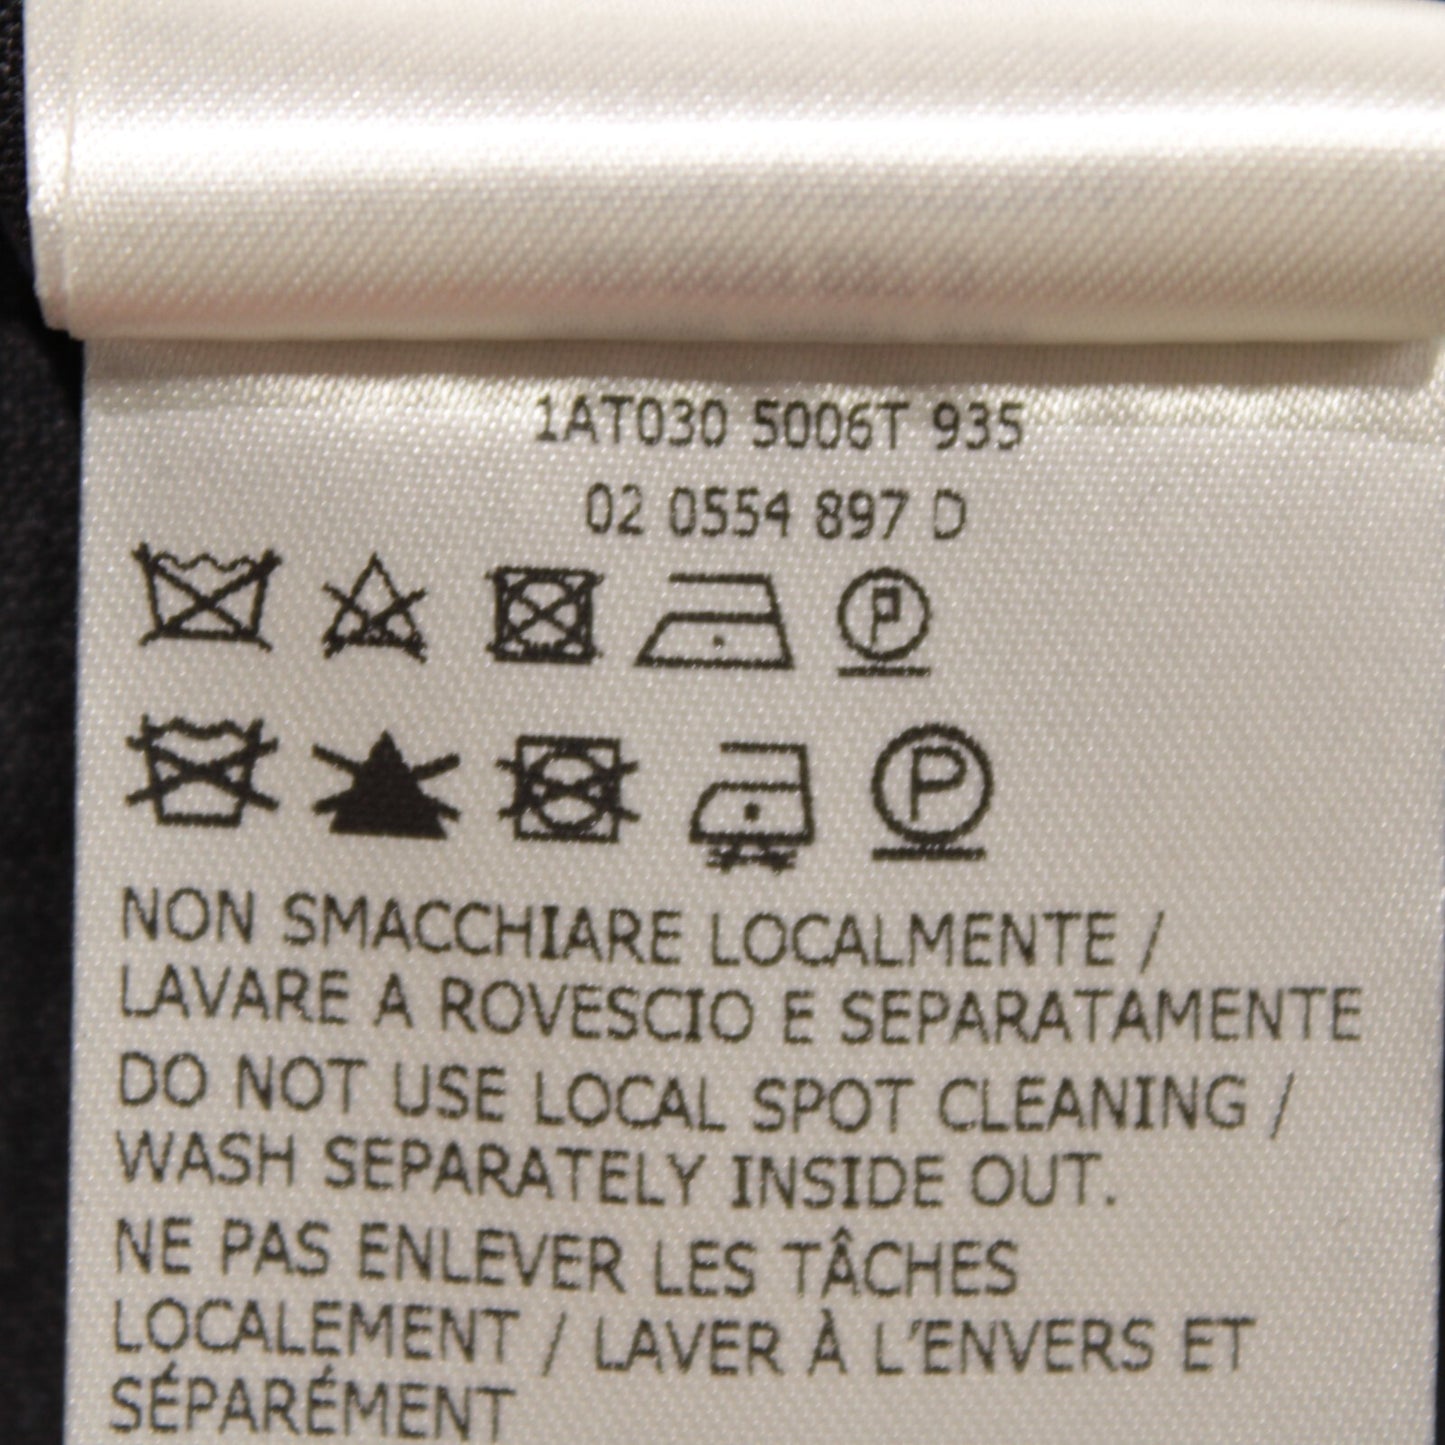 1AT030 5006T 935
02 0554 897 D
P
P
NON SMACCHIARE LOCALMENTE /
LAVARE A ROVESCIO E SEPARATAMENTE
DO NOT USE LOCAL SPOT CLEANING /
WASH SEPARATELY INSIDE OUT.
NE PAS ENLEVER LES TÂCHES
LOCALEMENT / LAVER À L'ENVERS ET
SÉPARÉMENT